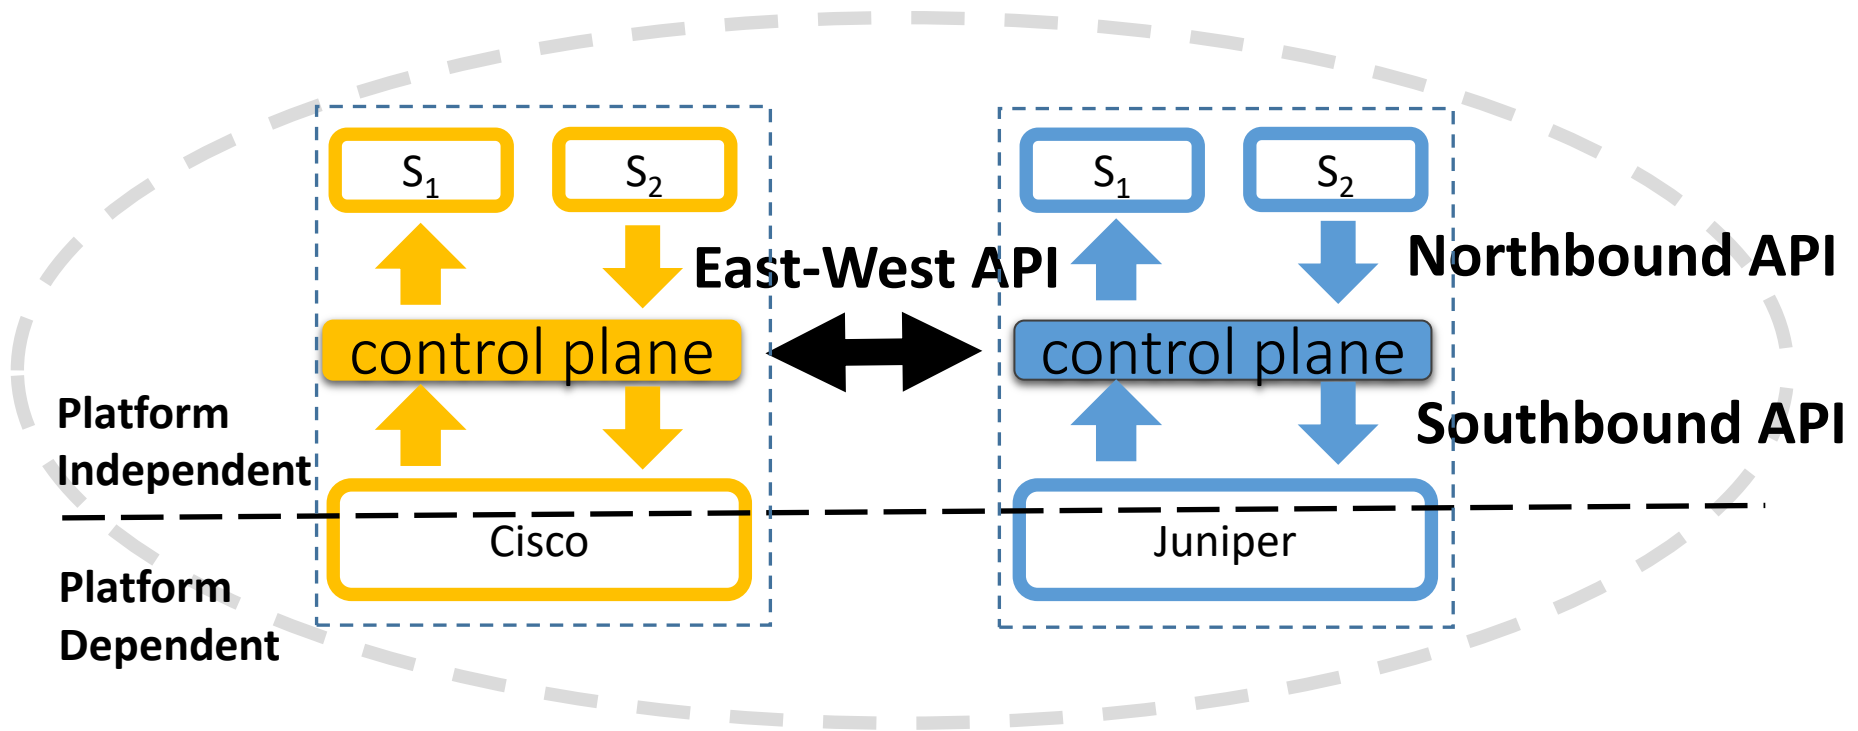 S1
S2
S1
S2
East-West API
Northbound API
control plane
control plane
Platform
Independent
Southbound API
Cisco
Juniper
Platform
Dependent